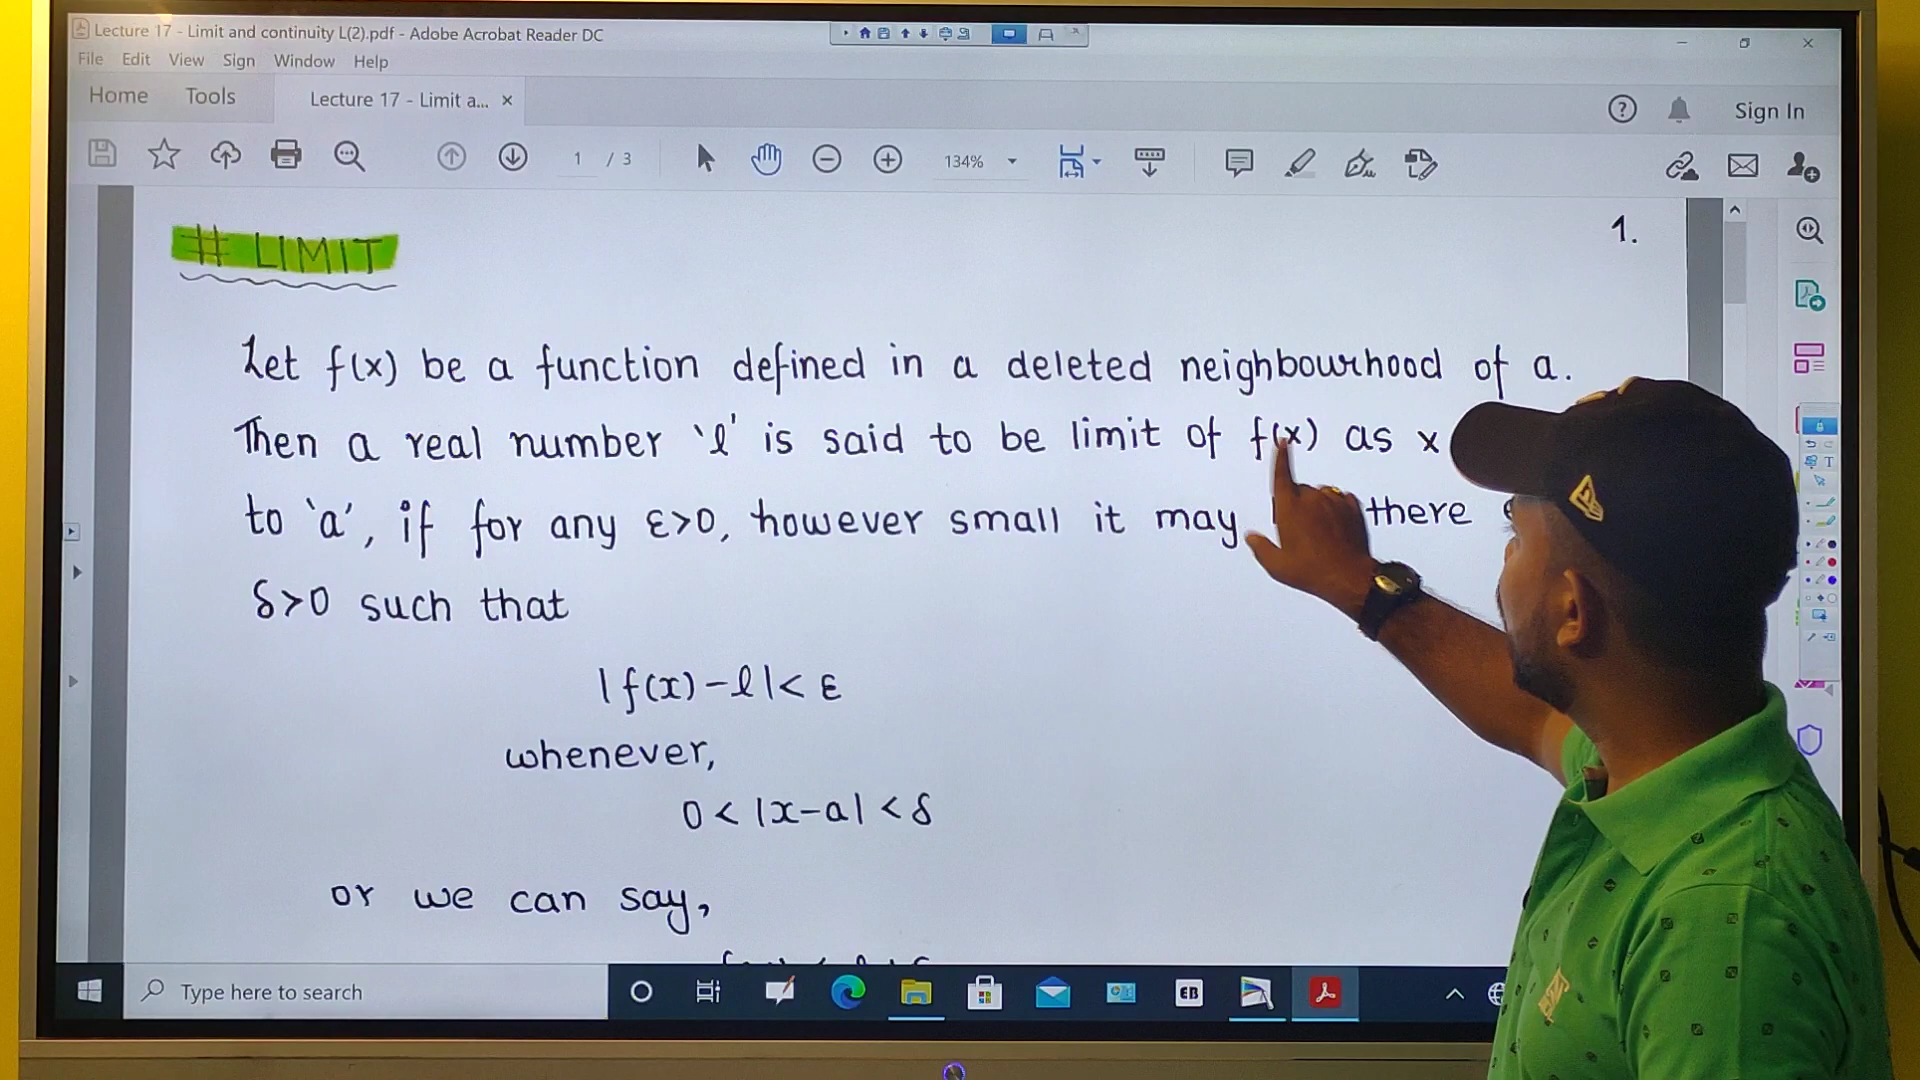 Lecture 17 - Limit and continuity L(2).pdf - Adobe Acrobat Reader DC
File Edit View Sign Window Help
Home Tools Lecture 17 - Limit a... × Sign In
1 / 3 134%
# LIMIT
1.
Let f(x) be a function defined in a deleted neighbourhood of a.
Then a real number 'l' is said to be limit of f(x) as x
to 'a', if for any ε>0, however small it may there
δ>0 such that
|f(x)-l|< ε
whenever,
0 < |x-a| < δ
or we can say,
Type here to search
EB